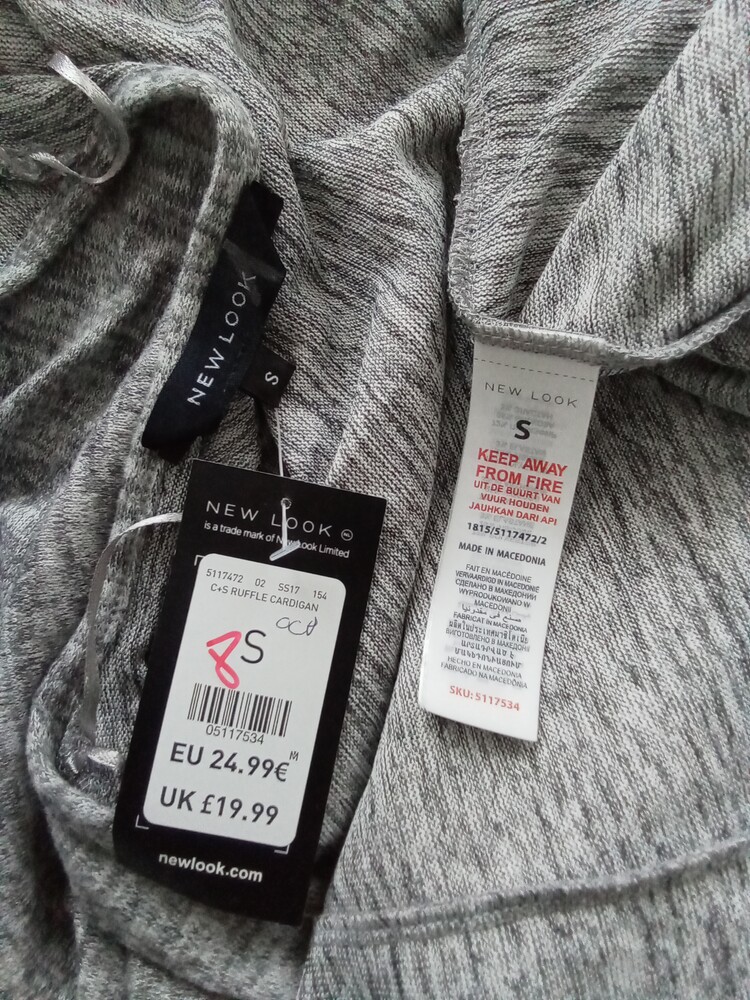 NEW LOOK
S
NEW LOOK NL
is a trade mark of New Look Limited
5117472 02 SS17 154
C+S RUFFLE CARDIGAN
8 S
05117534
EU 24.99€ M
UK £19.99
newlook.com
NEW LOOK
S
KEEP AWAY
FROM FIRE
UIT DE BUURT VAN
VUUR HOUDEN
JAUHKAN DARI API
1815/5117472/2
MADE IN MACEDONIA
FAIT EN MACÉDOINE
VERVAARDIGD IN MACEDONIË
СДЕЛАНО В МАКЕДОНИИ
WYPRODUKOWANO W
MACEDONII
FABRICAT IN MACEDONIA
HECHO EN MACEDONIA
FABRICADO NA MACEDÓNIA
SKU: 5117534